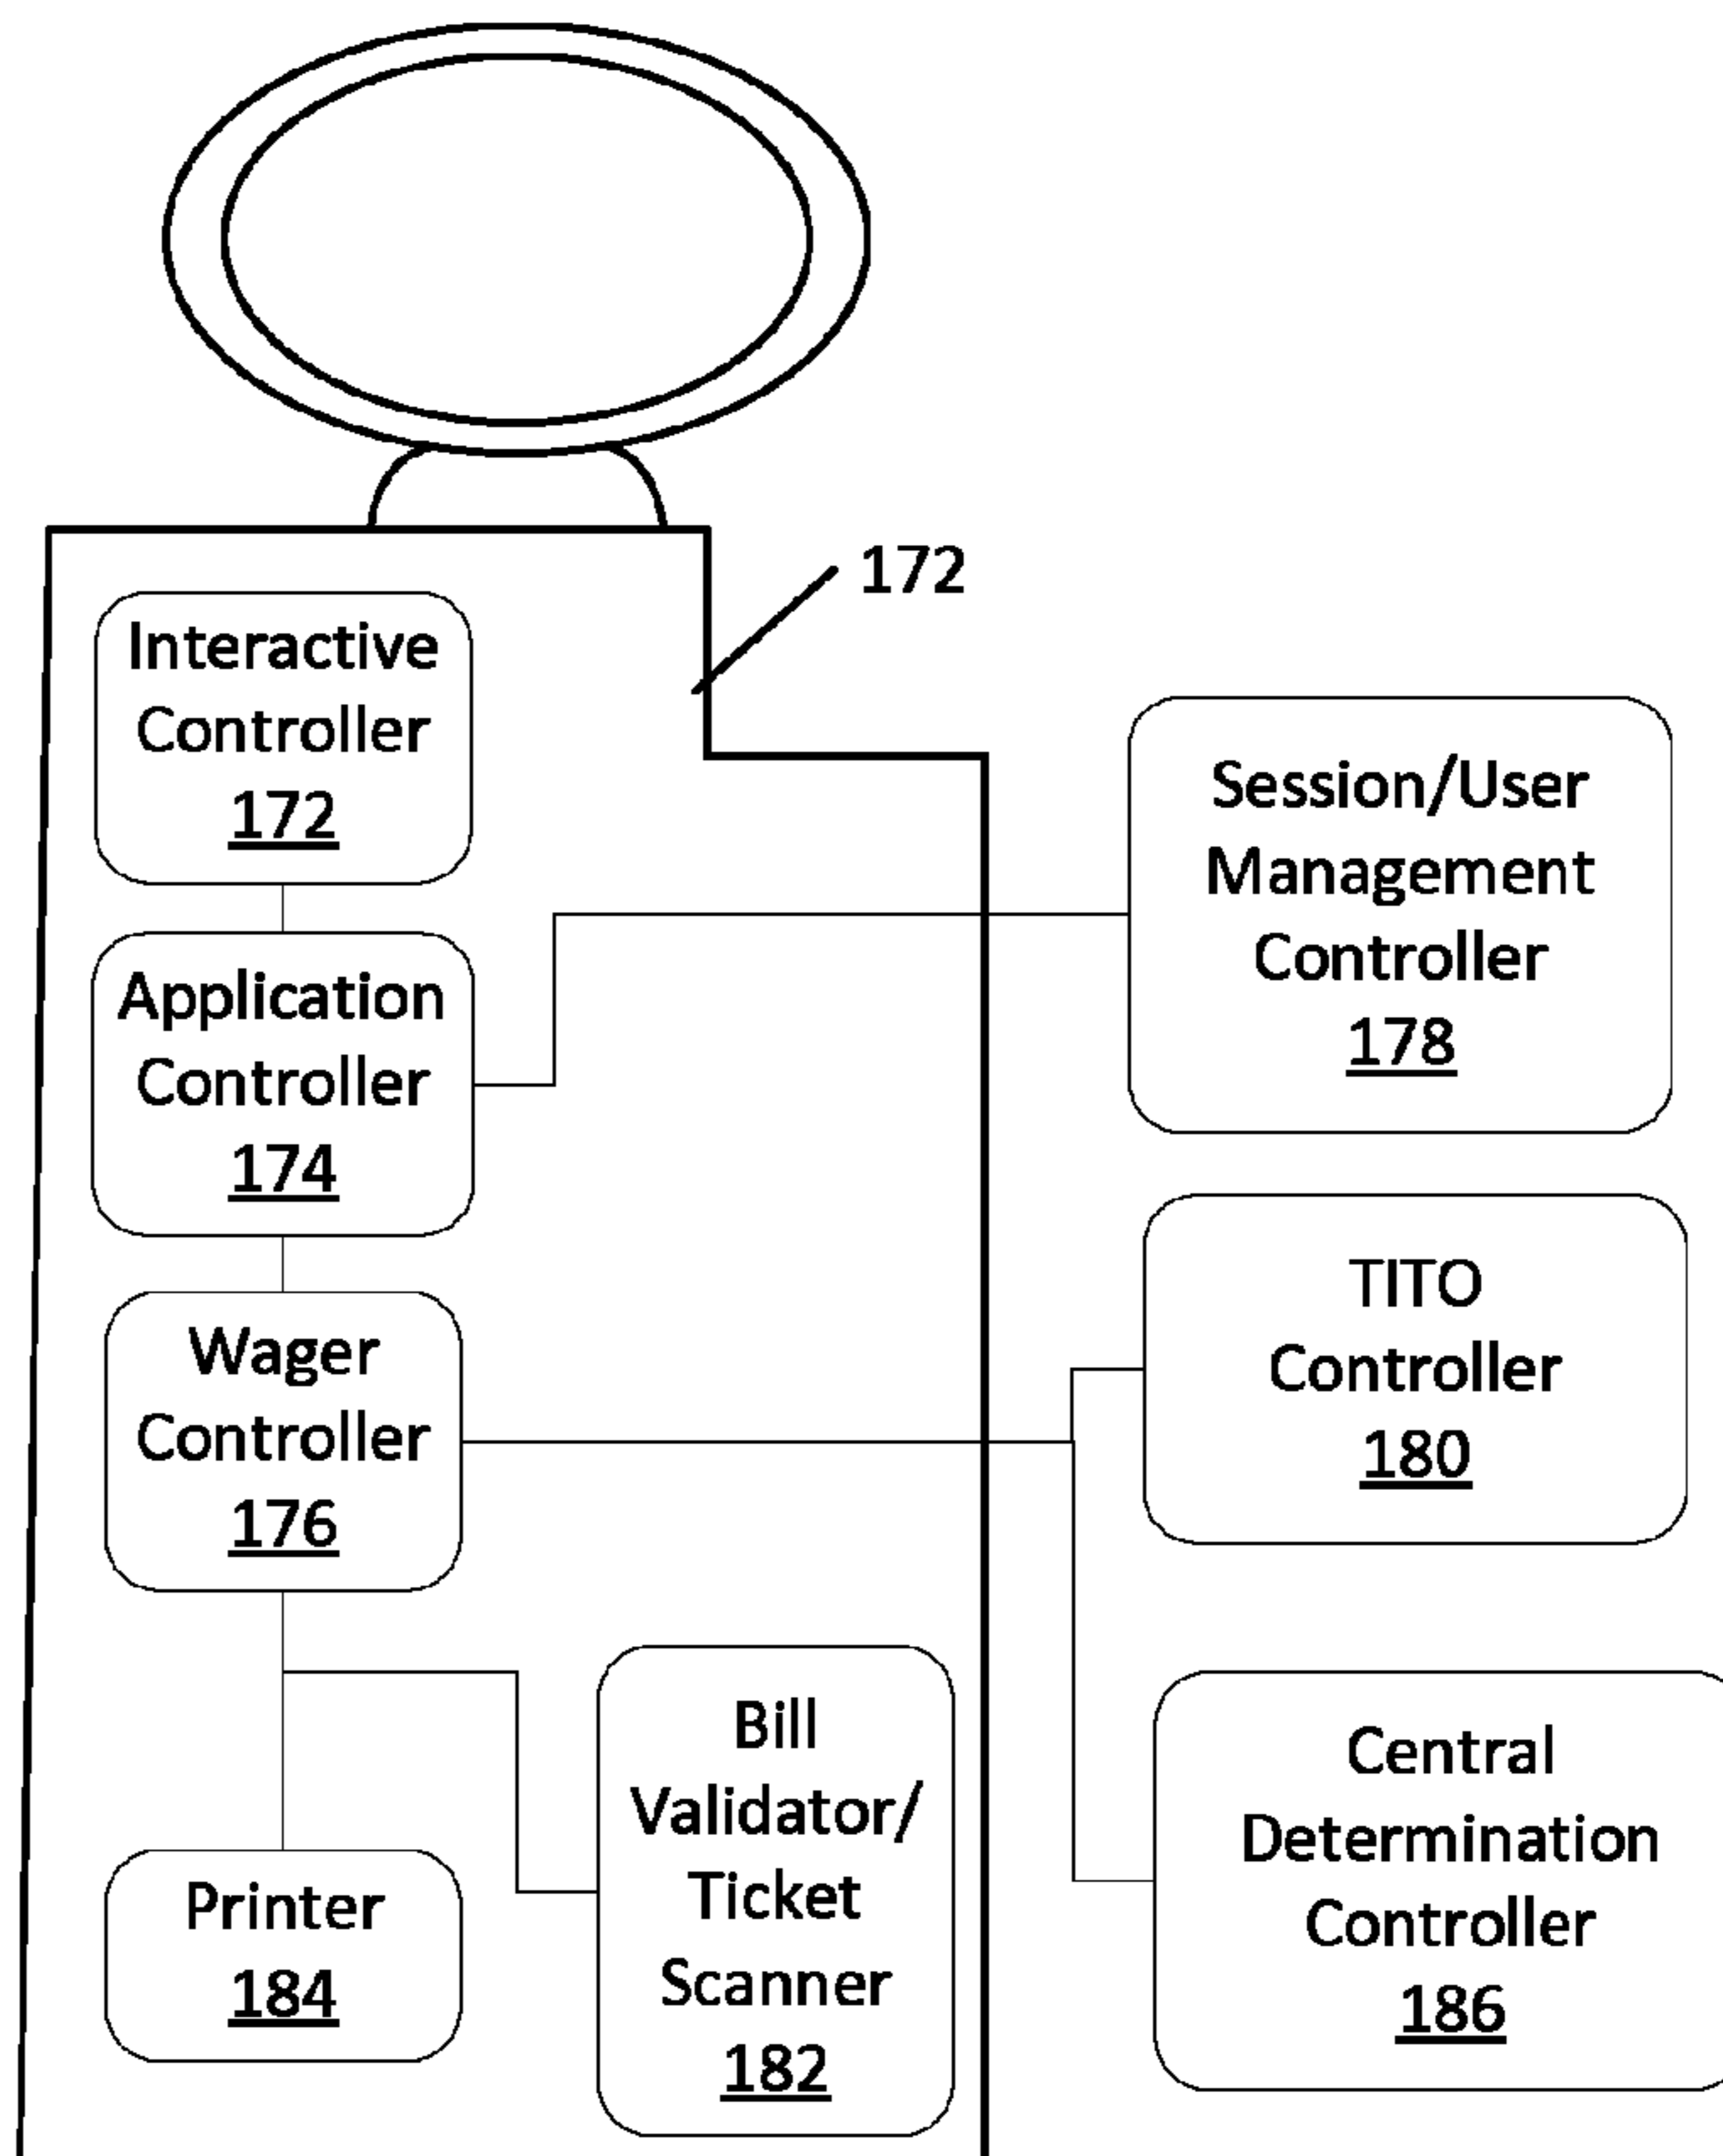 172
Interactive
Controller
172
Application
Controller
174
Wager
Controller
176
Printer
184
Bill
Validator/
Ticket
Scanner
182
Session/User
Management
Controller
178
TITO
Controller
180
Central
Determination
Controller
186